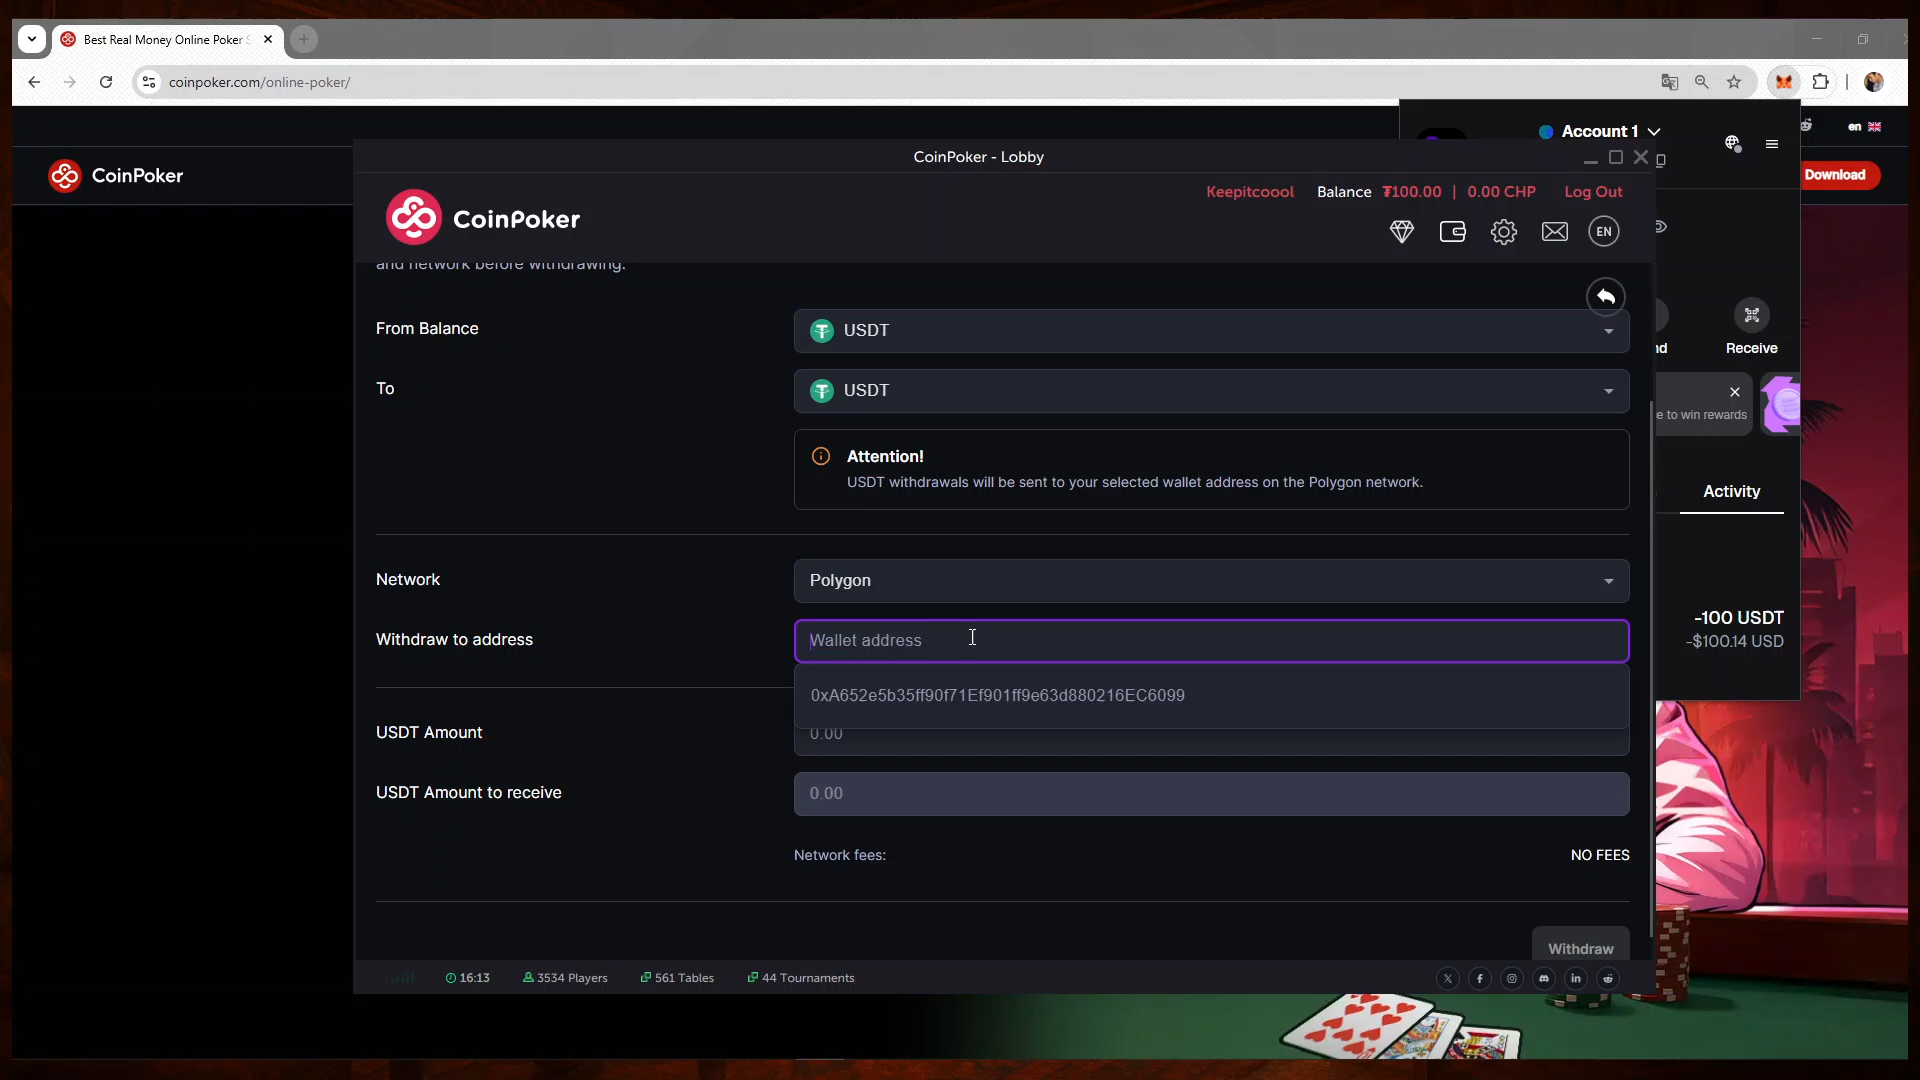 Best Real Money Online Poker
coinpoker.com/online-poker/
Account 1
en
CoinPoker
Download
CoinPoker - Lobby
Keepitcoool Balance ₮100.00 | 0.00 CHP Log Out
CoinPoker
EN
and network before withdrawing.
From Balance
USDT
To
USDT
Attention!
USDT withdrawals will be sent to your selected wallet address on the Polygon network.
Network
Polygon
Withdraw to address
Wallet address
0xA652e5b35ff90f71Ef901ff9e63d880216EC6099
USDT Amount
0.00
USDT Amount to receive
0.00
Network fees:
NO FEES
Withdraw
16:13 3534 Players 561 Tables 44 Tournaments
nd
Receive
e to win rewards
Activity
-100 USDT
-$100.14 USD